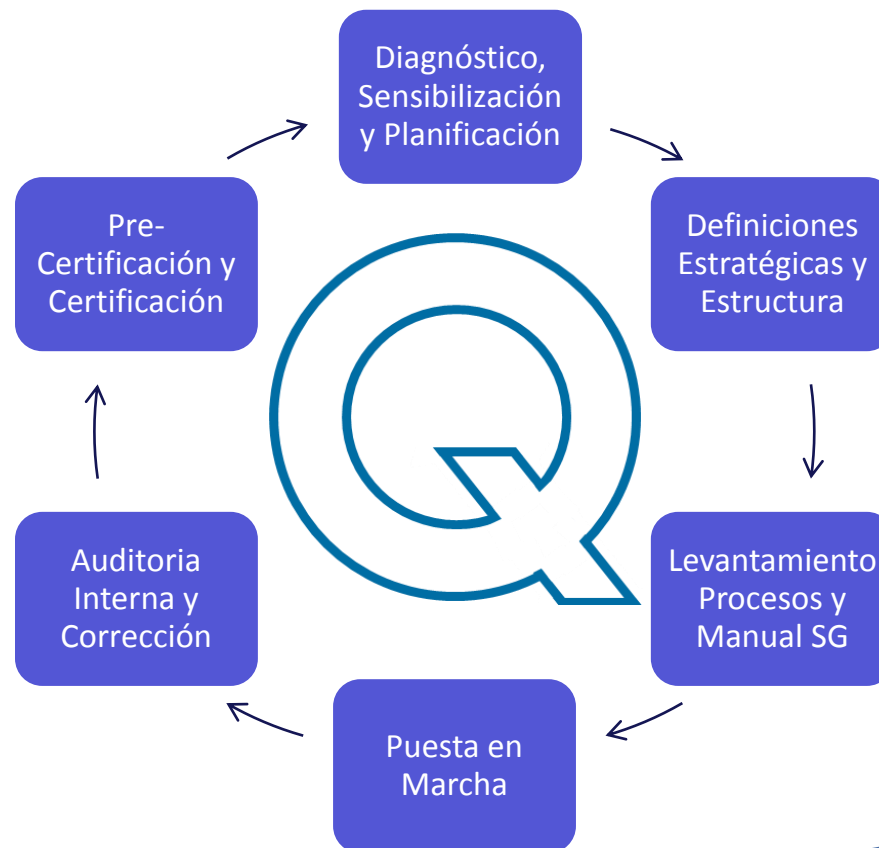 Diagnóstico,
Sensibilización
y Planificación
Definiciones
Estratégicas y
Estructura
Levantamiento
Procesos y
Manual SG
Puesta en
Marcha
Auditoria
Interna y
Corrección
Pre-
Certificación y
Certificación
Q